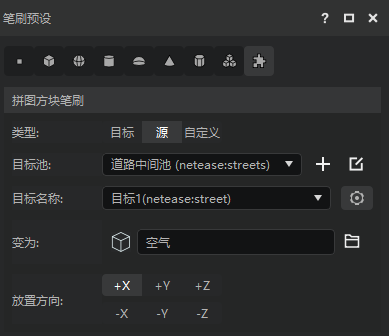 笔刷预设
拼图方块笔刷
类型: 目标 源 自定义
目标池: 道路中间池 (netease:streets)
目标名称: 目标1(netease:street)
变为: 空气
放置方向: +X +Y +Z
-X -Y -Z